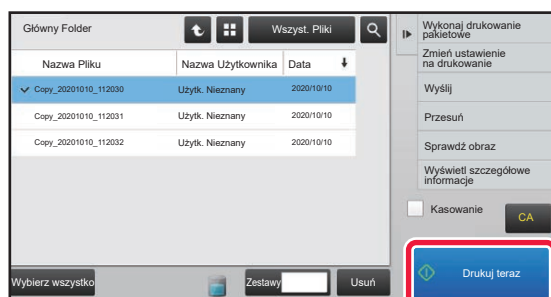 Główny Folder
Wszyst. Pliki
Nazwa Pliku
Nazwa Użytkownika
Data
Copy_20201010_112030
Użytk. Nieznany
2020/10/10
Copy_20201010_112031
Użytk. Nieznany
2020/10/10
Copy_20201010_112032
Użytk. Nieznany
2020/10/10
Wybierz wszystko
Zestawy
Usuń
Wykonaj drukowanie
pakietowe
Zmień ustawienie
na drukowanie
Wyślij
Przesuń
Sprawdź obraz
Wyświetl szczegółowe
informacje
Kasowanie
CA
Drukuj teraz